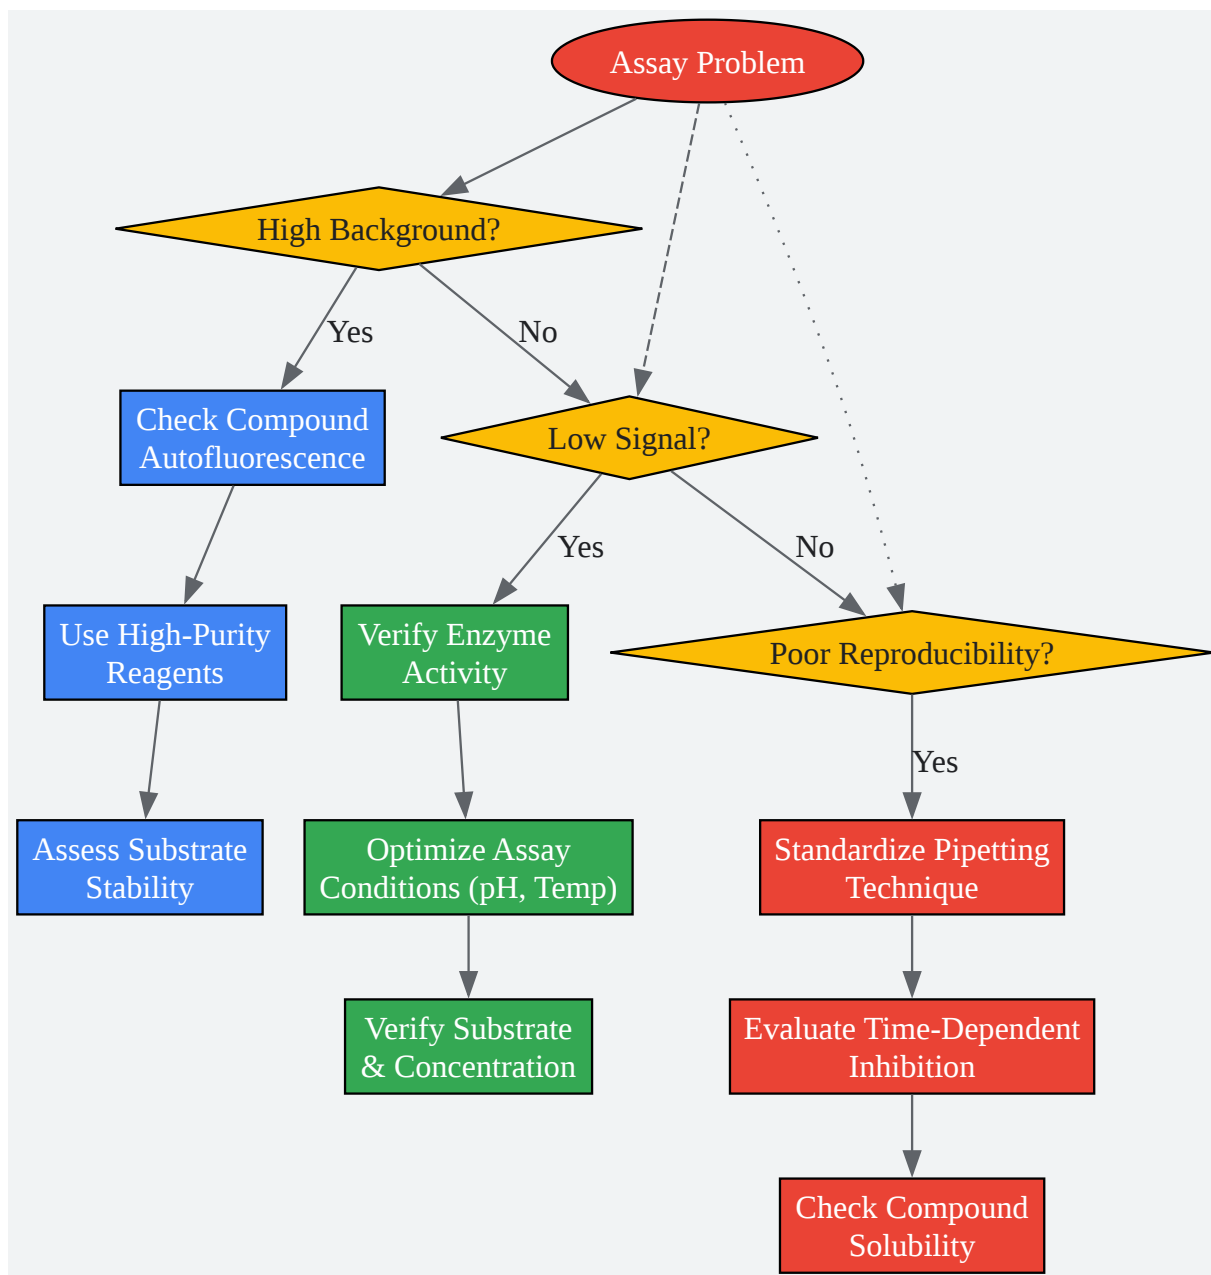 Assay Problem
High Background?
Yes
No
Check Compound
Autofluorescence
Low Signal?
Yes
No
Use High-Purity
Reagents
Verify Enzyme
Activity
Poor Reproducibility?
Yes
Assess Substrate
Stability
Optimize Assay
Conditions (pH, Temp)
Standardize Pipetting
Technique
Verify Substrate
& Concentration
Evaluate Time-Dependent
Inhibition
Check Compound
Solubility